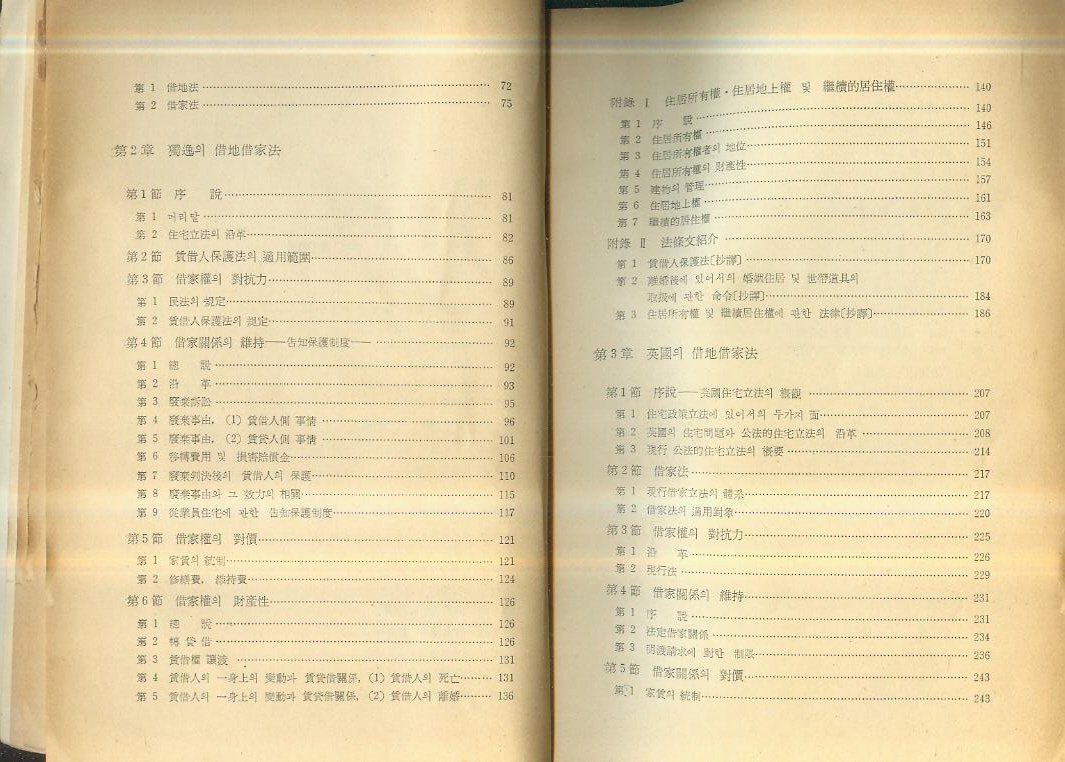 第 1 借地法 72
第 2 借家法 75
第2章 獨逸의 借地借家法
第1節 序 說 81
第 1 머리말 81
第 2 住宅立法의 沿革 82
第2節 賃借人保護法의 適用範圍 86
第3節 借家權의 對抗力 89
第 1 民法의 規定 89
第 2 賃借人保護法의 規定 91
第4節 借家關係의 維持——告知保護制度—— 92
第 1 總 說 92
第 2 沿 革 93
第 3 廢棄訴訟 95
第 4 廢棄事由, (1) 賃借人側 事情 96
第 5 廢棄事由, (2) 賃貸人側 事情 101
第 6 移轉費用 및 損害賠償金 106
第 7 廢棄判決後의 賃借人의 保護 110
第 8 廢棄事由와 그 效力의 相關 115
第 9 從業員住宅에 관한 告知保護制度 117
第5節 借家權의 對價 121
第 1 家賃의 統制 121
第 2 修繕費, 維持費 124
第6節 借家權의 財產性 126
第 1 總 說 126
第 2 轉貸借 126
第 3 賃借權 讓渡 131
第 4 賃借人의 一身上의 變動과 賃貸借關係, (1) 賃借人의 死亡 131
第 5 賃借人의 一身上의 變動과 賃貸借關係, (2) 賃借人의 離婚 136
附錄 Ⅰ 住居所有權·住居地上權 및 繼續的居住權 140
第 1 序 說 140
第 2 住居所有權 146
第 3 住居所有權者의 地位 151
第 4 住居所有權의 財產性 154
第 5 建物의 管理 157
第 6 住居地上權 161
第 7 繼續的居住權 163
附錄 Ⅱ 法條文紹介 170
第 1 賃借人保護法〔抄譯〕 170
第 2 離婚後에 있어서의 婚姻住居 및 世帶道具의
取扱에 관한 命令〔抄譯〕 184
第 3 住居所有權 및 繼續居住權에 관한 法律〔抄譯〕 186
第3章 英國의 借地借家法
第1節 序說——英國住宅立法의 槪觀 207
第 1 住宅政策立法에 있어서의 두가지 面 207
第 2 英國의 住宅問題와 公法的住宅立法의 沿革 208
第 3 現行 公法的住宅立法의 槪要 214
第2節 借家法 217
第 1 現行借家立法의 體系 217
第 2 借家法의 適用對象 220
第3節 借家權의 對抗力 225
第 1 沿 革 226
第 2 現行法 229
第4節 借家關係의 維持 231
第 1 序 說 231
第 2 法定借家關係 234
第 3 明渡請求에 對한 制限 236
第5節 借家關係의 對價 243
第 1 家賃의 統制 243